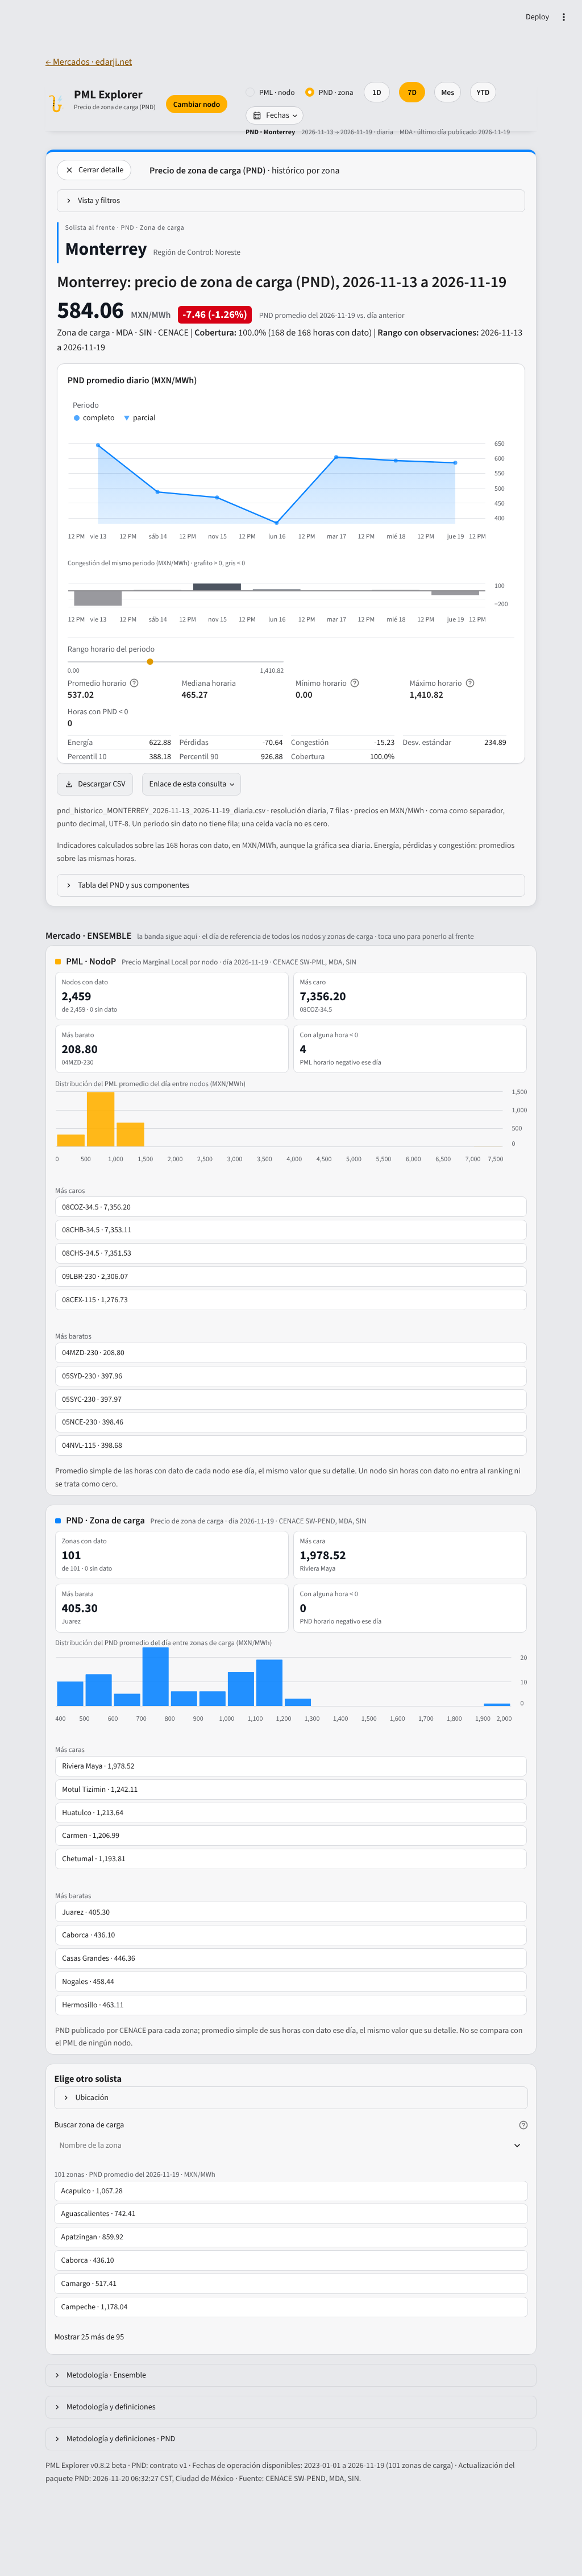 Deploy
← Mercados · edarji.net
PML Explorer
Precio de zona de carga (PND)
Cambiar nodo
PML · nodo
PND · zona
1D
7D
Mes
YTD
Fechas
PND · Monterrey 2026-11-13 → 2026-11-19 · diaria MDA · último día publicado 2026-11-19
Cerrar detalle
Precio de zona de carga (PND) · histórico por zona
Vista y filtros
Solista al frente · PND · Zona de carga
Monterrey Región de Control: Noreste
Monterrey: precio de zona de carga (PND), 2026-11-13 a 2026-11-19
584.06 MXN/MWh -7.46 (-1.26%) PND promedio del 2026-11-19 vs. día anterior
Zona de carga · MDA · SIN · CENACE | Cobertura: 100.0% (168 de 168 horas con dato) | Rango con observaciones: 2026-11-13
a 2026-11-19
PND promedio diario (MXN/MWh)
Periodo
completo parcial
650
600
550
500
450
400
12 PM vie 13 12 PM sáb 14 12 PM nov 15 12 PM lun 16 12 PM mar 17 12 PM mié 18 12 PM jue 19 12 PM
Congestión del mismo periodo (MXN/MWh) · grafito > 0, gris < 0
100
−200
12 PM vie 13 12 PM sáb 14 12 PM nov 15 12 PM lun 16 12 PM mar 17 12 PM mié 18 12 PM jue 19 12 PM
Rango horario del periodo
0.00 1,410.82
Promedio horario
537.02
Mediana horaria
465.27
Mínimo horario
0.00
Máximo horario
1,410.82
Horas con PND < 0
0
Energía 622.88 Pérdidas -70.64 Congestión -15.23 Desv. estándar 234.89
Percentil 10 388.18 Percentil 90 926.88 Cobertura 100.0%
Descargar CSV
Enlace de esta consulta
pnd_historico_MONTERREY_2026-11-13_2026-11-19_diaria.csv · resolución diaria, 7 filas · precios en MXN/MWh · coma como separador,
punto decimal, UTF-8. Un periodo sin dato no tiene fila; una celda vacía no es cero.
Indicadores calculados sobre las 168 horas con dato, en MXN/MWh, aunque la gráfica sea diaria. Energía, pérdidas y congestión: promedios
sobre las mismas horas.
Tabla del PND y sus componentes
Mercado · ENSEMBLE la banda sigue aquí · el día de referencia de todos los nodos y zonas de carga · toca uno para ponerlo al frente
PML · NodoP Precio Marginal Local por nodo · día 2026-11-19 · CENACE SW-PML, MDA, SIN
Nodos con dato
2,459
de 2,459 · 0 sin dato
Más caro
7,356.20
08COZ-34.5
Más barato
208.80
04MZD-230
Con alguna hora < 0
4
PML horario negativo ese día
Distribución del PML promedio del día entre nodos (MXN/MWh)
1,500
1,000
500
0
0 500 1,000 1,500 2,000 2,500 3,000 3,500 4,000 4,500 5,000 5,500 6,000 6,500 7,000 7,500
Más caros
08COZ-34.5 · 7,356.20
08CHB-34.5 · 7,353.11
08CHS-34.5 · 7,351.53
09LBR-230 · 2,306.07
08CEX-115 · 1,276.73
Más baratos
04MZD-230 · 208.80
05SYD-230 · 397.96
05SYC-230 · 397.97
05NCE-230 · 398.46
04NVL-115 · 398.68
Promedio simple de las horas con dato de cada nodo ese día, el mismo valor que su detalle. Un nodo sin horas con dato no entra al ranking ni
se trata como cero.
PND · Zona de carga Precio de zona de carga · día 2026-11-19 · CENACE SW-PEND, MDA, SIN
Zonas con dato
101
de 101 · 0 sin dato
Más cara
1,978.52
Riviera Maya
Más barata
405.30
Juarez
Con alguna hora < 0
0
PND horario negativo ese día
Distribución del PND promedio del día entre zonas de carga (MXN/MWh)
20
10
0
400 500 600 700 800 900 1,000 1,100 1,200 1,300 1,400 1,500 1,600 1,700 1,800 1,900 2,000
Más caras
Riviera Maya · 1,978.52
Motul Tizimin · 1,242.11
Huatulco · 1,213.64
Carmen · 1,206.99
Chetumal · 1,193.81
Más baratas
Juarez · 405.30
Caborca · 436.10
Casas Grandes · 446.36
Nogales · 458.44
Hermosillo · 463.11
PND publicado por CENACE para cada zona; promedio simple de sus horas con dato ese día, el mismo valor que su detalle. No se compara con
el PML de ningún nodo.
Elige otro solista
Ubicación
Buscar zona de carga
Nombre de la zona
101 zonas · PND promedio del 2026-11-19 · MXN/MWh
Acapulco · 1,067.28
Aguascalientes · 742.41
Apatzingan · 859.92
Caborca · 436.10
Camargo · 517.41
Campeche · 1,178.04
Mostrar 25 más de 95
Metodología · Ensemble
Metodología y definiciones
Metodología y definiciones · PND
PML Explorer v0.8.2 beta · PND: contrato v1 · Fechas de operación disponibles: 2023-01-01 a 2026-11-19 (101 zonas de carga) · Actualización del
paquete PND: 2026-11-20 06:32:27 CST, Ciudad de México · Fuente: CENACE SW-PEND, MDA, SIN.